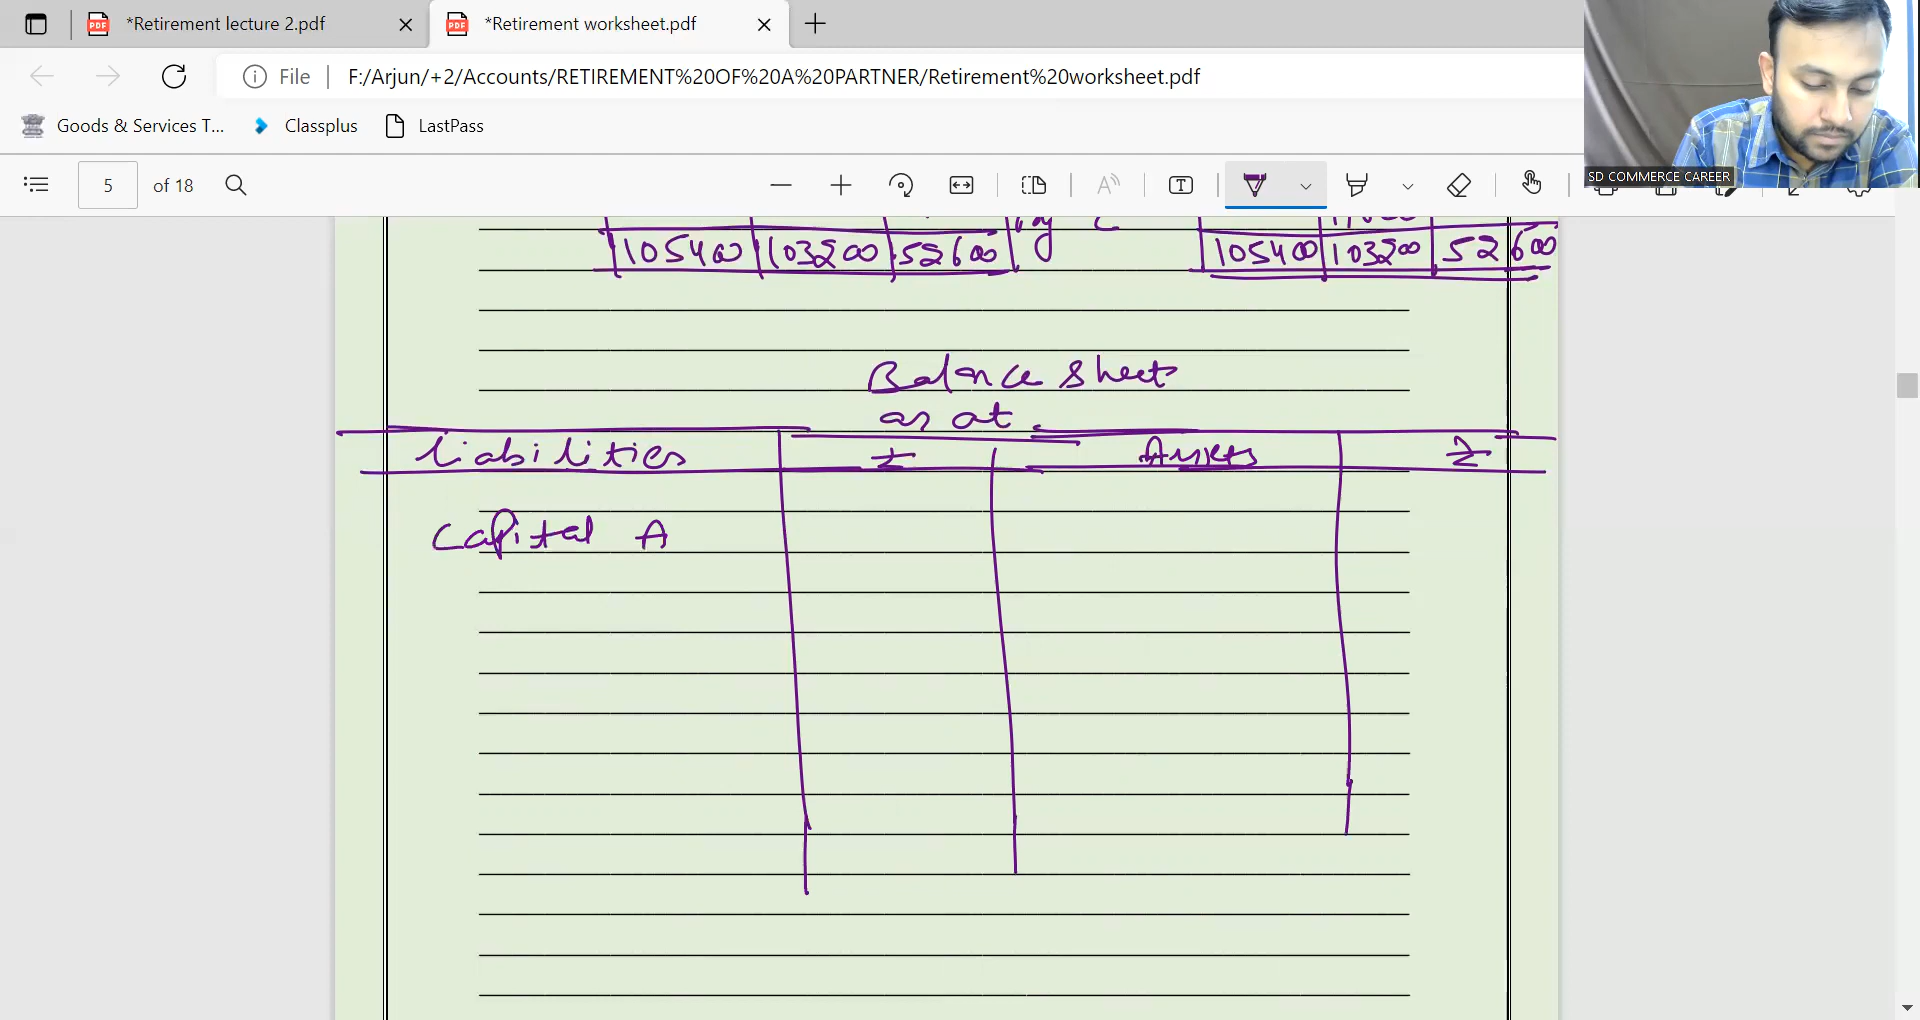 *Retirement lecture 2.pdf
*Retirement worksheet.pdf
File | F:/Arjun/+2/Accounts/RETIREMENT%20OF%20A%20PARTNER/Retirement%20worksheet.pdf
Goods & Services T... Classplus LastPass
5 of 18
SD COMMERCE CAREER
105400 103200 52600 105400 103200 52600
Balance Sheet
as at
Liabilities ₹ Assets ₹
Capital A